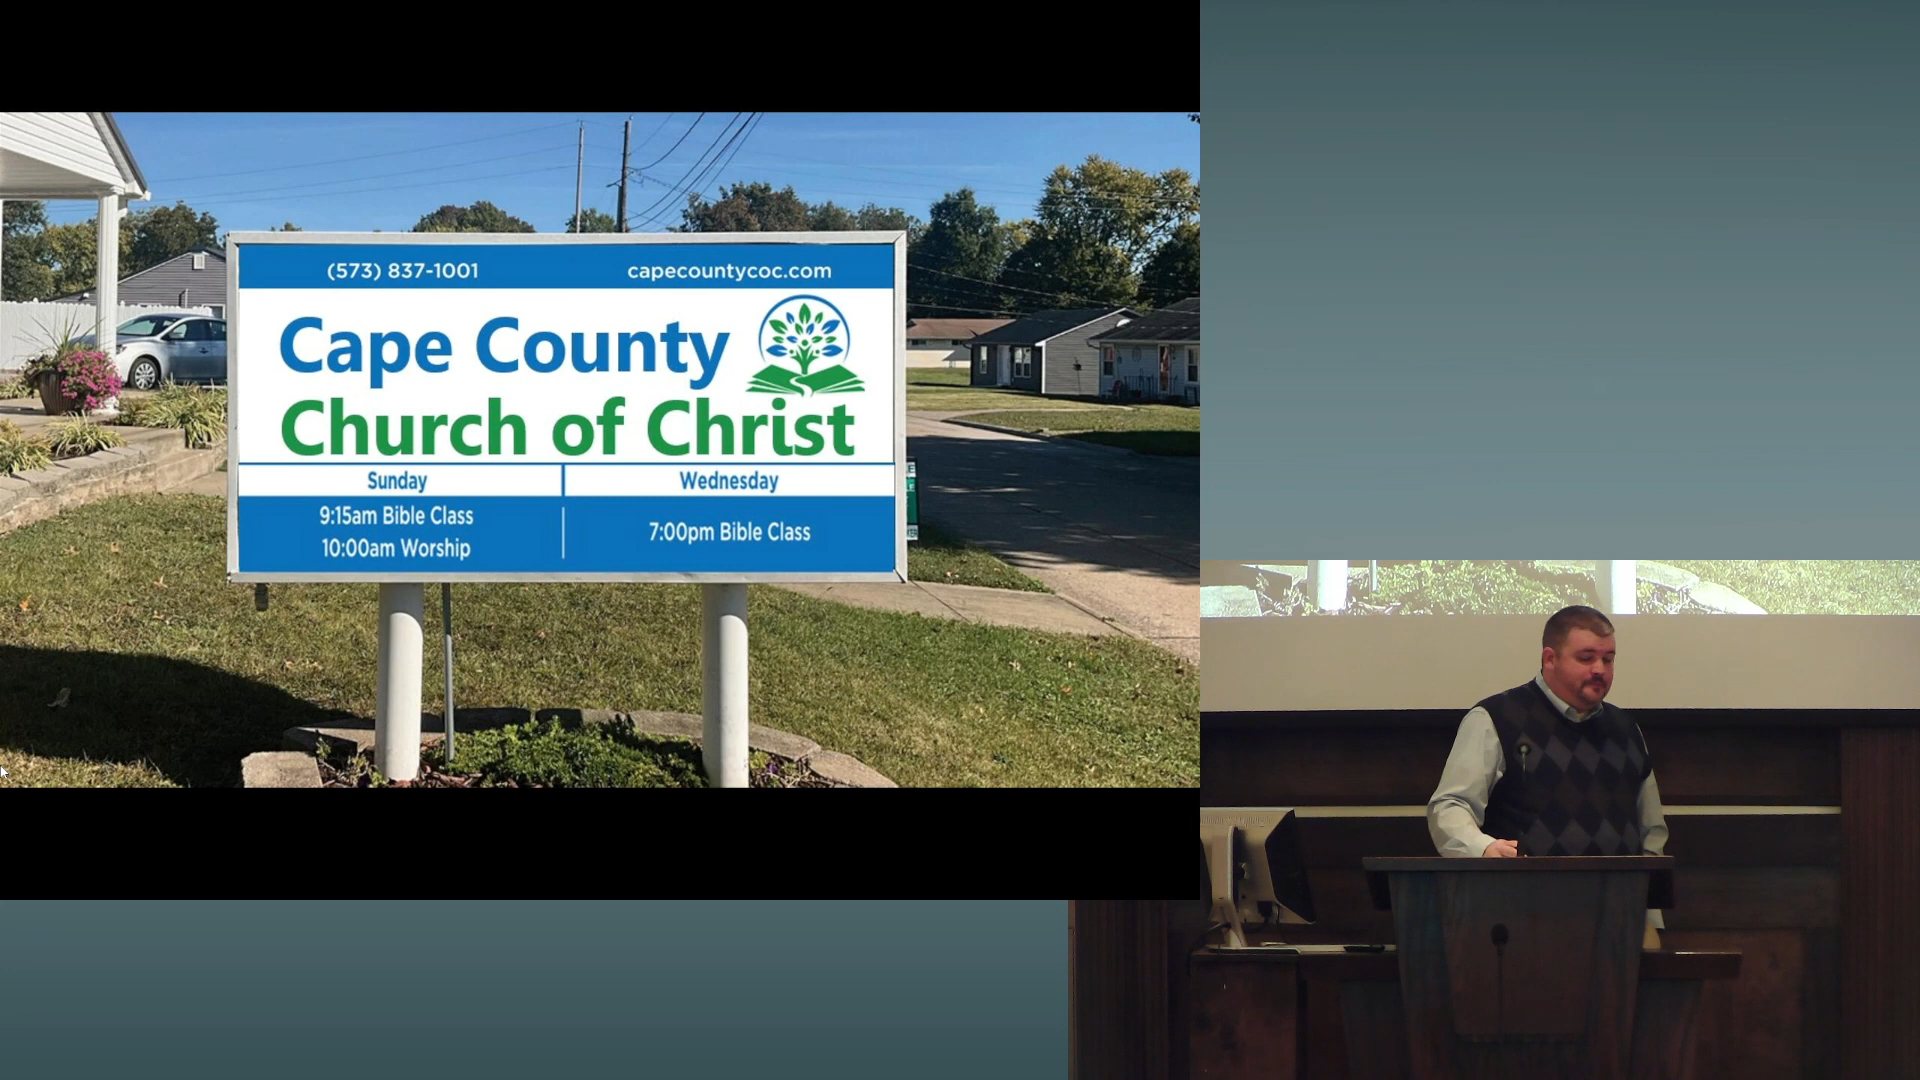 (573) 837-1001
capecountycoc.com
Cape County
Church of Christ
Sunday
Wednesday
9:15am Bible Class
10:00am Worship
7:00pm Bible Class